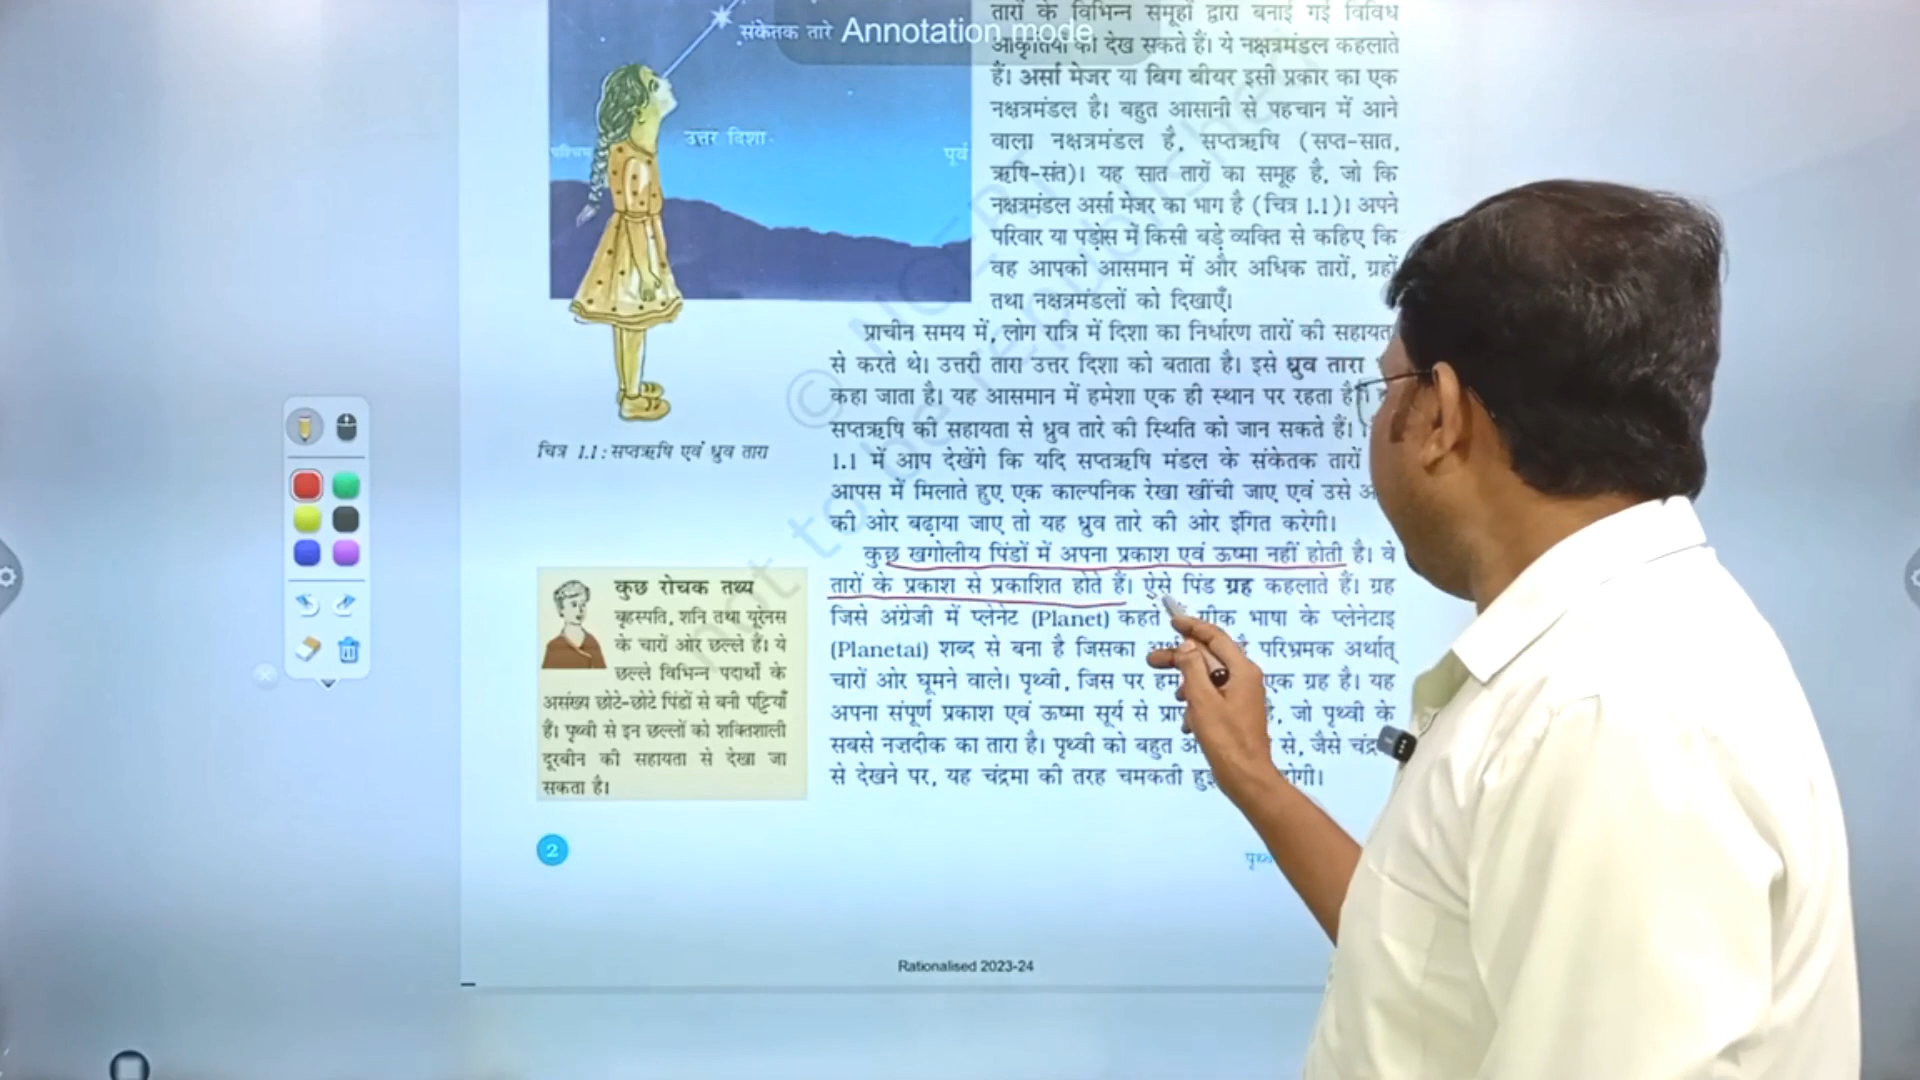 तारों के विभिन्न समूहों द्वारा बनाई गई विविध
संकेतक तारे
Annotation mode
आकृतियों को देख सकते हैं। ये नक्षत्रमंडल कहलाते
हैं। अर्सा मेजर या बिग बीयर इसी प्रकार का एक
नक्षत्रमंडल है। बहुत आसानी से पहचान में आने
वाला नक्षत्रमंडल है, सप्तऋषि (सप्त-सात,
ऋषि-संत)। यह सात तारों का समूह है, जो कि
नक्षत्रमंडल अर्सा मेजर का भाग है (चित्र 1.1)। अपने
परिवार या पड़ोस में किसी बड़े व्यक्ति से कहिए कि
वह आपको आसमान में और अधिक तारों, ग्रहों
तथा नक्षत्रमंडलों को दिखाएँ।
उत्तर दिशा
पश्चिम
पूर्व
चित्र 1.1: सप्तऋषि एवं ध्रुव तारा
प्राचीन समय में, लोग रात्रि में दिशा का निर्धारण तारों की सहायता
से करते थे। उत्तरी तारा उत्तर दिशा को बताता है। इसे ध्रुव तारा
कहा जाता है। यह आसमान में हमेशा एक ही स्थान पर रहता है।
सप्तऋषि की सहायता से ध्रुव तारे की स्थिति को जान सकते हैं।
1.1 में आप देखेंगे कि यदि सप्तऋषि मंडल के संकेतक तारों
आपस में मिलाते हुए एक काल्पनिक रेखा खींची जाए एवं उसे
की ओर बढ़ाया जाए तो यह ध्रुव तारे की ओर इंगित करेगी।
कुछ खगोलीय पिंडों में अपना प्रकाश एवं ऊष्मा नहीं होती है। वे
तारों के प्रकाश से प्रकाशित होते हैं। ऐसे पिंड ग्रह कहलाते हैं। ग्रह
जिसे अंग्रेजी में प्लेनेट (Planet) कहते ग्रीक भाषा के प्लेनेटाइ
(Planetai) शब्द से बना है जिसका है परिभ्रमक अर्थात्
चारों ओर घूमने वाले। पृथ्वी, जिस पर हम एक ग्रह है। यह
अपना संपूर्ण प्रकाश एवं ऊष्मा सूर्य से है, जो पृथ्वी के
सबसे नज़दीक का तारा है। पृथ्वी को बहुत से, जैसे
से देखने पर, यह चंद्रमा की तरह चमकती होगी।
कुछ रोचक तथ्य
बृहस्पति, शनि तथा यूरेनस
के चारों ओर छल्ले हैं। ये
छल्ले विभिन्न पदार्थों के
असंख्य छोटे-छोटे पिंडों से बनी पट्टियाँ
हैं। पृथ्वी से इन छल्लों को शक्तिशाली
दूरबीन की सहायता से देखा जा
सकता है।
2
Rationalised 2023-24